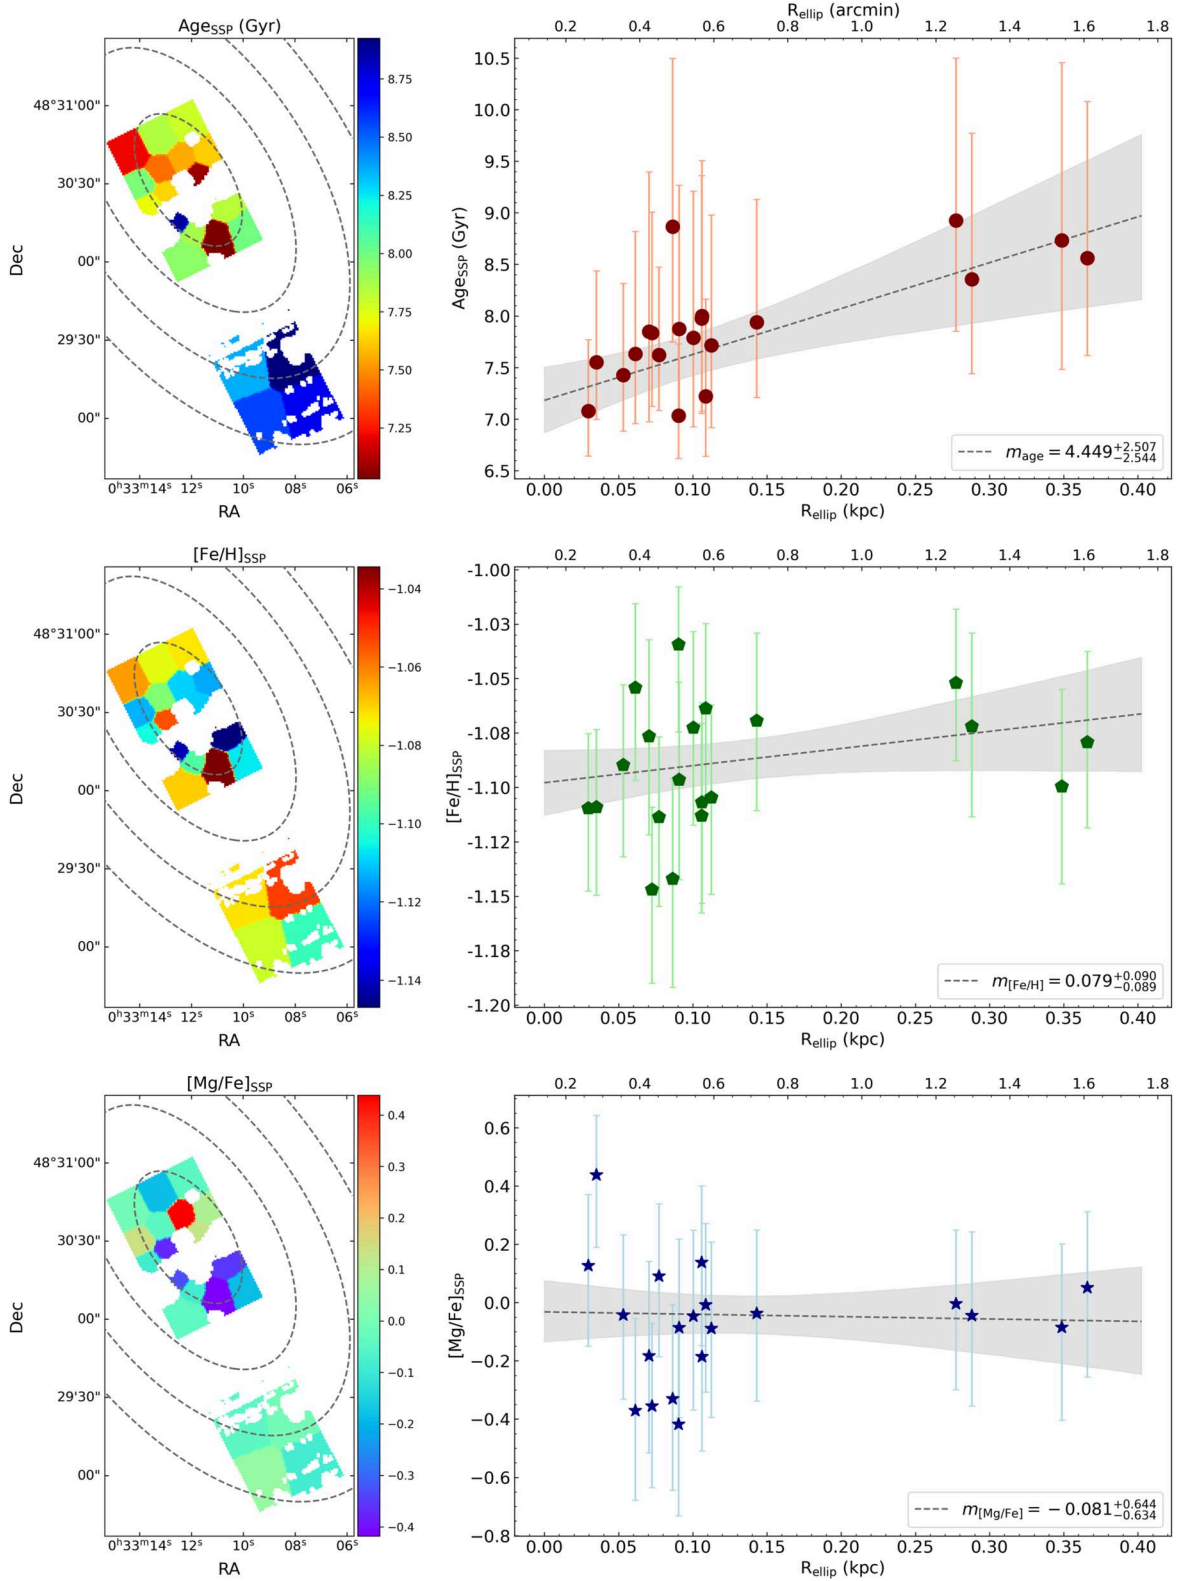 Age_SSP (Gyr)
8.75
8.50
8.25
8.00
7.75
7.50
7.25
48°31'00"
30'30"
00"
29'30"
00"
Dec
0ʰ33ᵐ14ˢ 12ˢ 10ˢ 08ˢ 06ˢ
RA
R_ellip (arcmin)
0.2 0.4 0.6 0.8 1.0 1.2 1.4 1.6 1.8
10.5
10.0
9.5
9.0
8.5
8.0
7.5
7.0
6.5
Age_SSP (Gyr)
m_age = 4.449 +2.507 −2.544
0.00 0.05 0.10 0.15 0.20 0.25 0.30 0.35 0.40
R_ellip (kpc)
[Fe/H]_SSP
−1.04
−1.06
−1.08
−1.10
−1.12
−1.14
48°31'00"
30'30"
00"
29'30"
00"
Dec
0ʰ33ᵐ14ˢ 12ˢ 10ˢ 08ˢ 06ˢ
RA
0.2 0.4 0.6 0.8 1.0 1.2 1.4 1.6 1.8
-1.00
-1.03
-1.05
-1.08
-1.10
-1.12
-1.15
-1.18
-1.20
[Fe/H]_SSP
m_[Fe/H] = 0.079 +0.090 −0.089
0.00 0.05 0.10 0.15 0.20 0.25 0.30 0.35 0.40
R_ellip (kpc)
[Mg/Fe]_SSP
0.4
0.3
0.2
0.1
0.0
−0.1
−0.2
−0.3
−0.4
48°31'00"
30'30"
00"
29'30"
00"
Dec
0ʰ33ᵐ14ˢ 12ˢ 10ˢ 08ˢ 06ˢ
RA
0.2 0.4 0.6 0.8 1.0 1.2 1.4 1.6 1.8
0.6
0.4
0.2
0.0
−0.2
−0.4
−0.6
−0.8
[Mg/Fe]_SSP
m_[Mg/Fe] = −0.081 +0.644 −0.634
0.00 0.05 0.10 0.15 0.20 0.25 0.30 0.35 0.40
R_ellip (kpc)